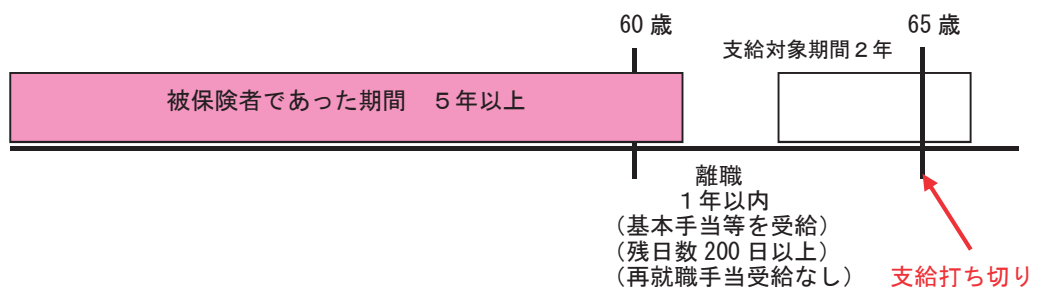 60 歳
65 歳
支給対象期間２年
被保険者であった期間　５年以上
離職
１年以内
（基本手当等を受給）
（残日数 200 日以上）
（再就職手当受給なし）
支給打ち切り